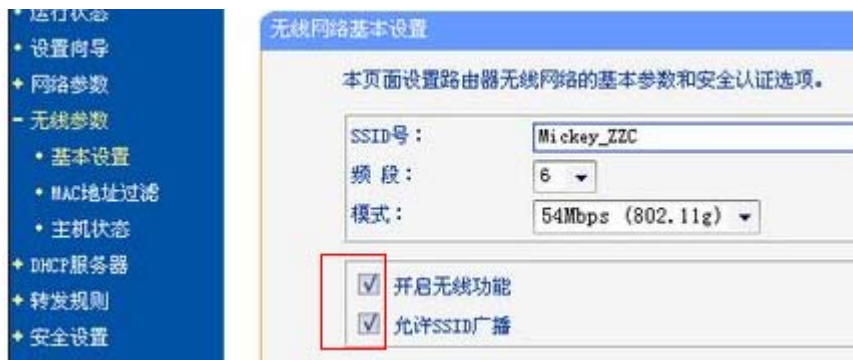 运行状态
设置向导
网络参数
无线参数
基本设置
MAC地址过滤
主机状态
DHCP服务器
转发规则
安全设置
无线网络基本设置
本页面设置路由器无线网络的基本参数和安全认证选项。
SSID号： Mickey_ZZC
频 段： 6
模式： 54Mbps (802.11g)
开启无线功能
允许SSID广播